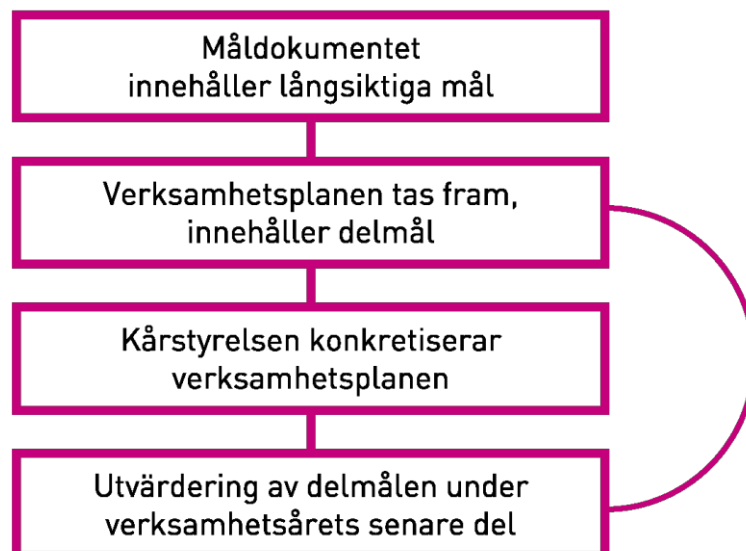 Måldokumentet
innehåller långsiktiga mål
Verksamhetsplanen tas fram,
innehåller delmål
Kårstyrelsen konkretiserar
verksamhetsplanen
Utvärdering av delmålen under
verksamhetsårets senare del